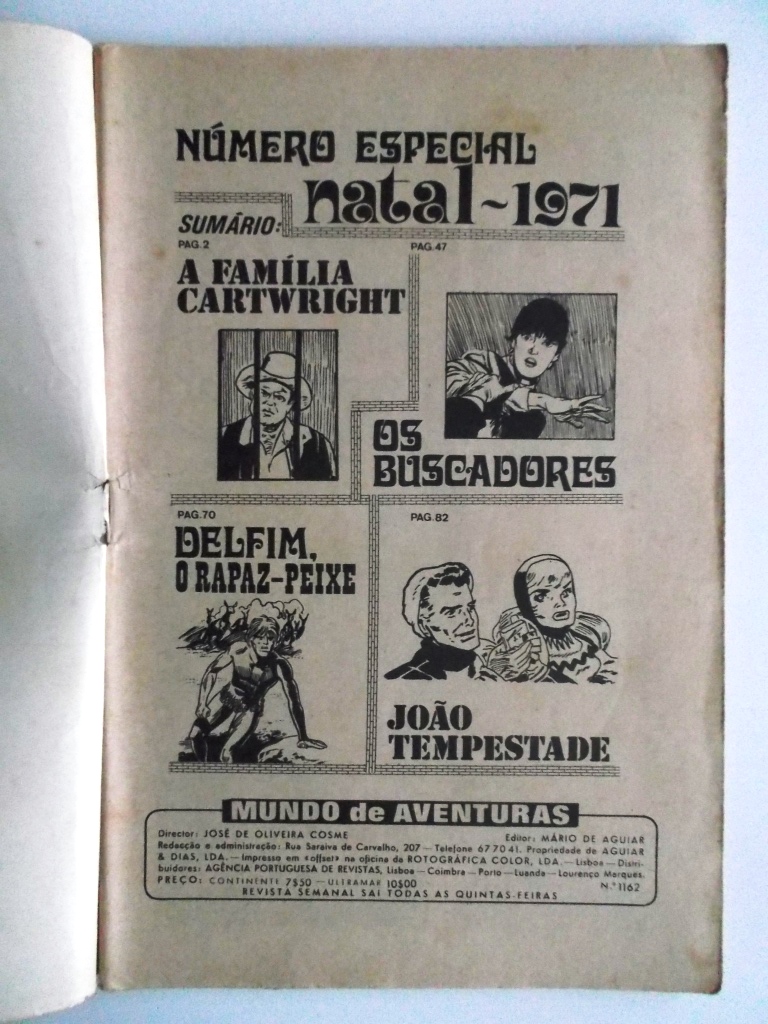 NÚMERO ESPECIAL
natal~1971
SUMÁRIO:
PAG.2
A FAMÍLIA
CARTWRIGHT
PAG.47
OS
BUSCADORES
PAG.70
DELFIM,
O RAPAZ-PEIXE
PAG.82
JOÃO
TEMPESTADE
MUNDO de AVENTURAS
Director: JOSÉ DE OLIVEIRA COSME Editor: MÁRIO DE AGUIAR
Redacção e administração: Rua Saraiva de Carvalho, 207 — Telefone 67 70 41. Propriedade de AGUIAR
& DIAS, LDA. — Impresso em «offset» na oficina da ROTOGRÁFICA COLOR, LDA. — Lisboa — Distri-
buidores: AGÊNCIA PORTUGUESA DE REVISTAS, Lisboa — Coimbra — Porto — Luanda — Lourenço Marques.
PREÇO: CONTINENTE 7$50 — ULTRAMAR 10$00 N.º 1162
REVISTA SEMANAL SAI TODAS AS QUINTAS-FEIRAS